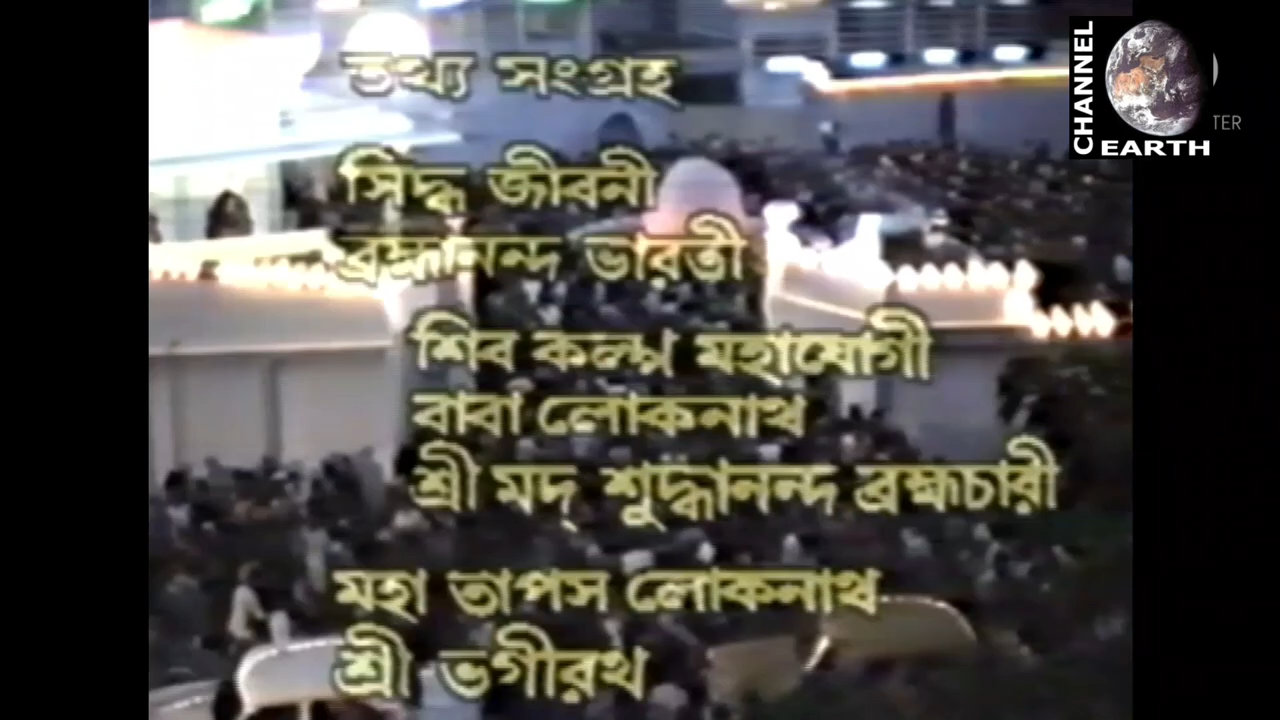 তথ্য সংগ্রহ
সিদ্ধ জীবনী
ব্রহ্মানন্দ ভারতী
শিব কল্প মহাযোগী
বাবা লোকনাথ
শ্রী মদ্ শুদ্ধানন্দ ব্রহ্মচারী
মহা তাপস লোকনাথ
শ্রী ভগীরথ
CHANNEL
EARTH
TER